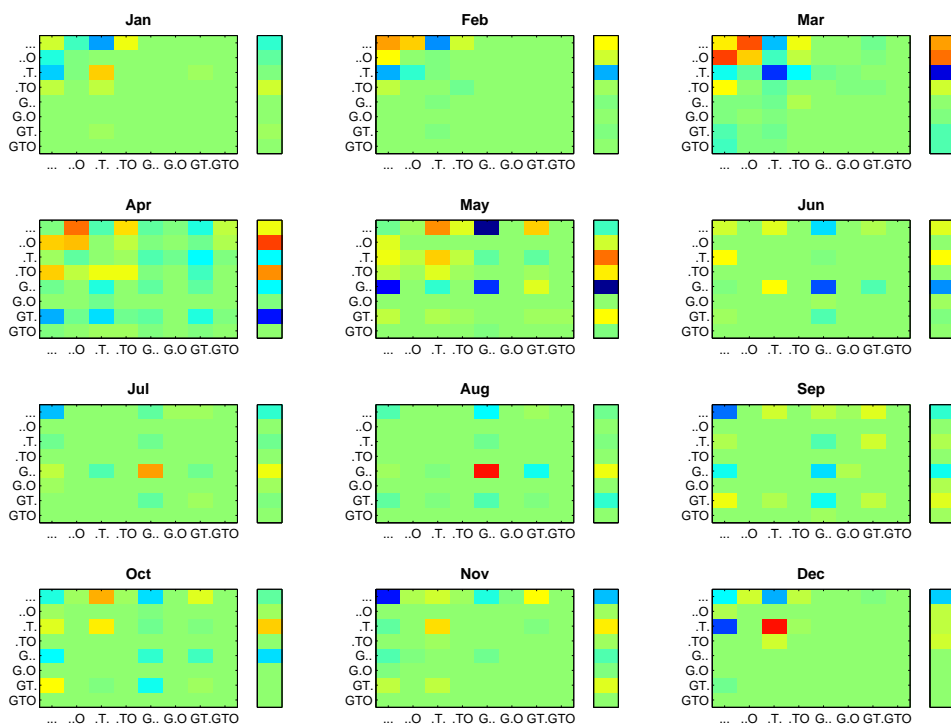 Jan Feb Mar
... ... ...
..O ..O ..O
.T. .T. .T.
.TO .TO .TO
G.. G.. G..
G.O G.O G.O
GT. GT. GT.
GTO GTO GTO
... ..O .T. .TO G.. G.O GT. GTO ... ..O .T. .TO G.. G.O GT. GTO ... ..O .T. .TO G.. G.O GT. GTO
Apr May Jun
... ... ...
..O ..O ..O
.T. .T. .T.
.TO .TO .TO
G.. G.. G..
G.O G.O G.O
GT. GT. GT.
GTO GTO GTO
... ..O .T. .TO G.. G.O GT. GTO ... ..O .T. .TO G.. G.O GT. GTO ... ..O .T. .TO G.. G.O GT. GTO
Jul Aug Sep
... ... ...
..O ..O ..O
.T. .T. .T.
.TO .TO .TO
G.. G.. G..
G.O G.O G.O
GT. GT. GT.
GTO GTO GTO
... ..O .T. .TO G.. G.O GT. GTO ... ..O .T. .TO G.. G.O GT. GTO ... ..O .T. .TO G.. G.O GT. GTO
Oct Nov Dec
... ... ...
..O ..O ..O
.T. .T. .T.
.TO .TO .TO
G.. G.. G..
G.O G.O G.O
GT. GT. GT.
GTO GTO GTO
... ..O .T. .TO G.. G.O GT. GTO ... ..O .T. .TO G.. G.O GT. GTO ... ..O .T. .TO G.. G.O GT. GTO